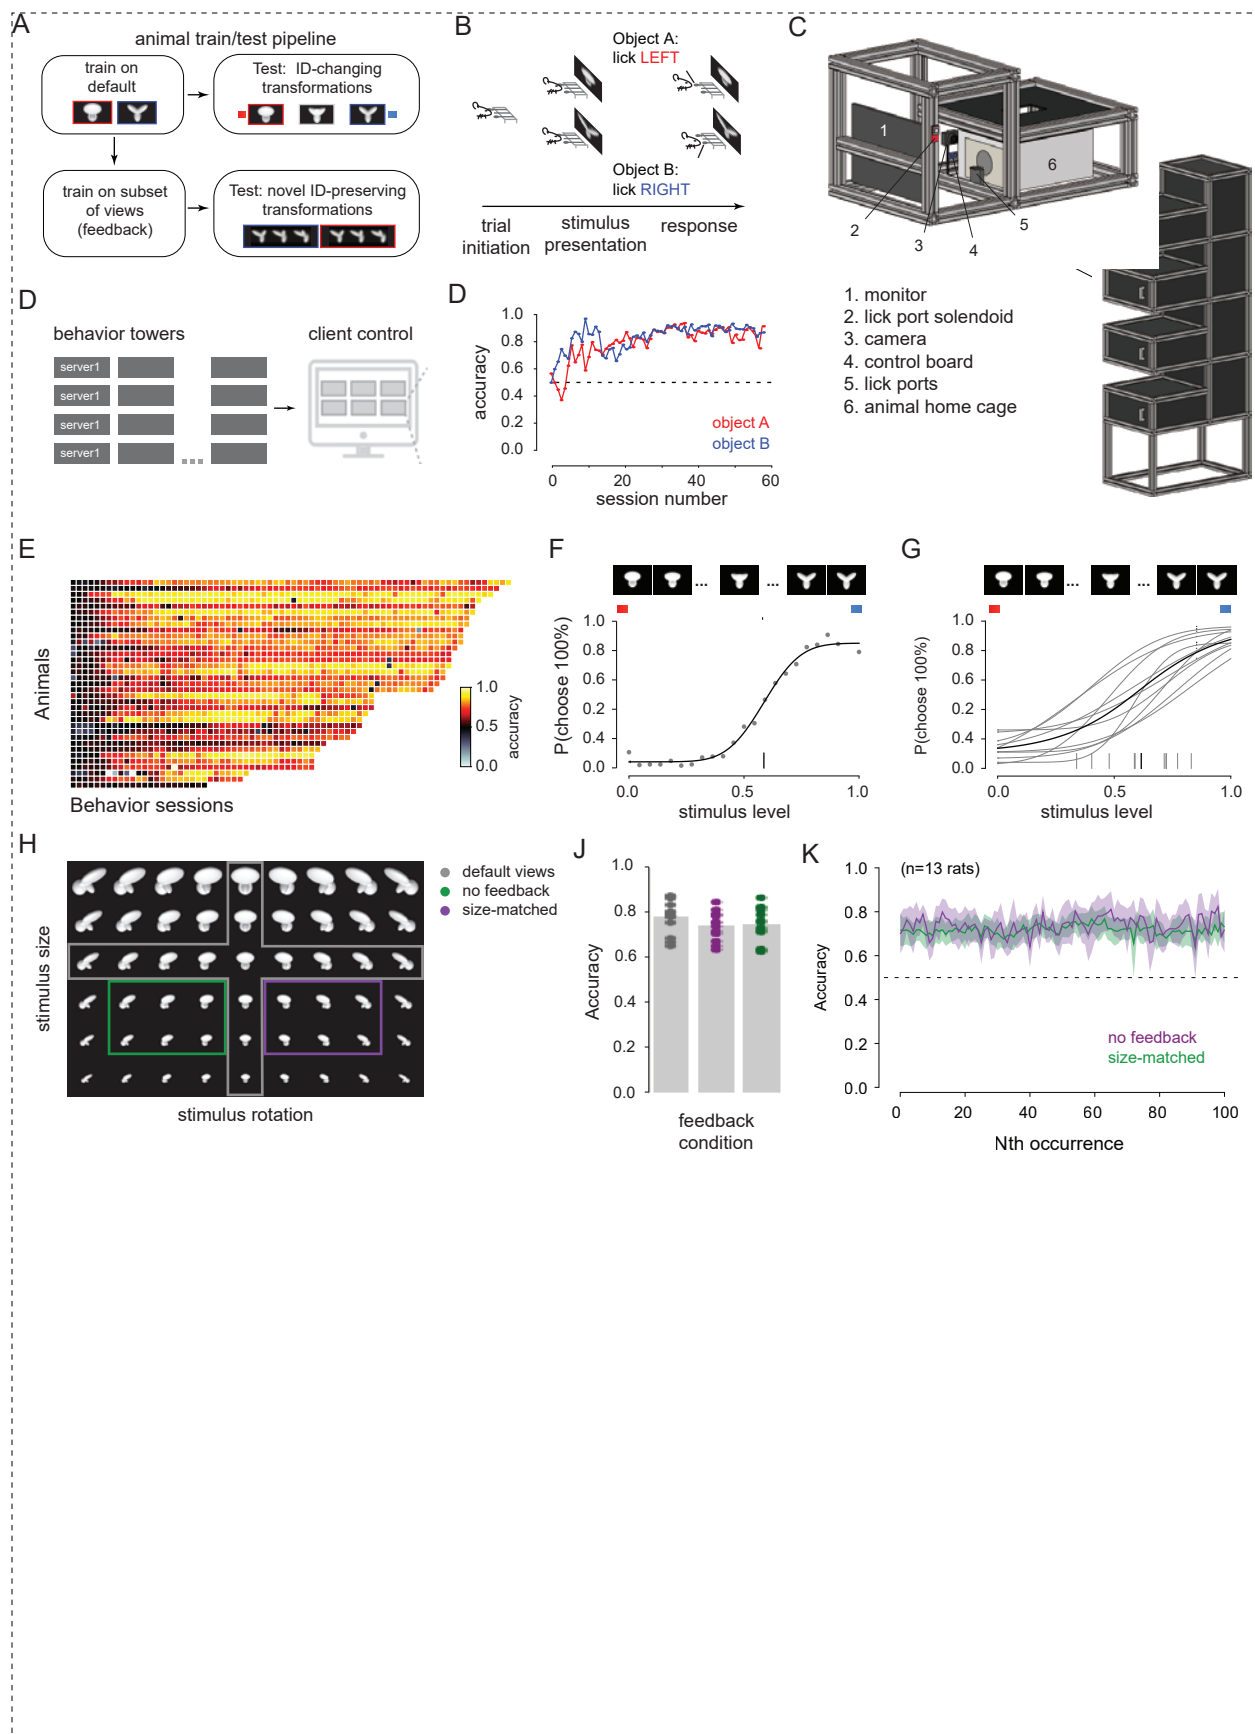 A
animal train/test pipeline
train on
default
Test: ID-changing
transformations
train on subset
of views
(feedback)
Test: novel ID-preserving
transformations
B
Object A:
lick LEFT
Object B:
lick RIGHT
trial
initiation
stimulus
presentation
response
C
1
6
2
3
4
5
1. monitor
2. lick port solendoid
3. camera
4. control board
5. lick ports
6. animal home cage
D
behavior towers
client control
server1
server1
server1
server1
D
accuracy
1.0
0.8
0.6
0.4
0.2
0.0
object A
object B
0
20
40
60
session number
E
Animals
Behavior sessions
1.0
0.5
0.0
accuracy
F
...
...
P(choose 100%)
1.0
0.8
0.6
0.2
0.4
0.0
0.0
0.5
1.0
stimulus level
G
...
...
P(choose 100%)
1.0
0.8
0.6
0.2
0.4
0.0
0.0
0.5
1.0
stimulus level
H
stimulus size
stimulus rotation
default views
no feedback
size-matched
J
Accuracy
1.0
0.8
0.6
0.4
0.2
0.0
feedback
condition
K
(n=13 rats)
Accuracy
1.0
0.8
0.6
0.4
0.2
0.0
no feedback
size-matched
0
20
40
60
80
100
Nth occurrence